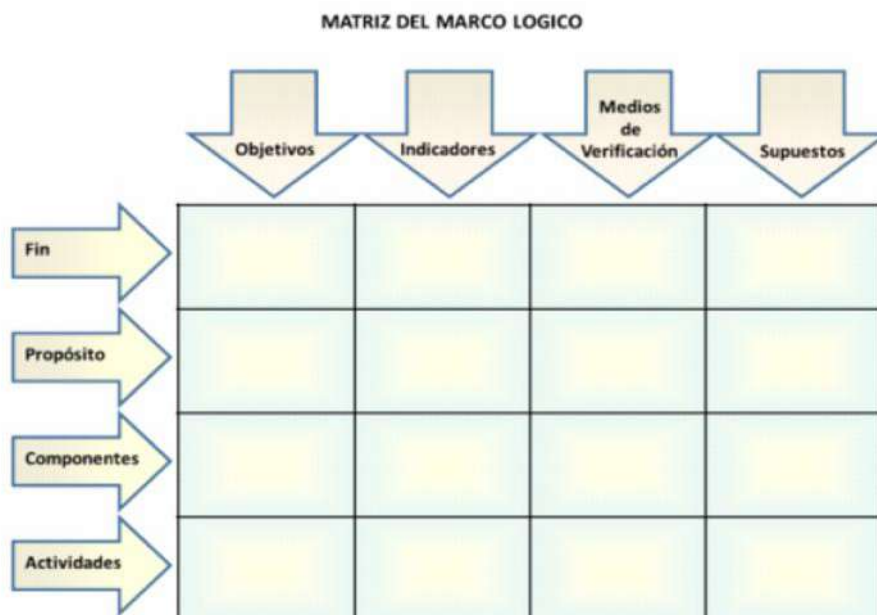 MATRIZ DEL MARCO LOGICO
Objetivos
Indicadores
Medios
de
Verificación
Supuestos
Fin
Propósito
Componentes
Actividades